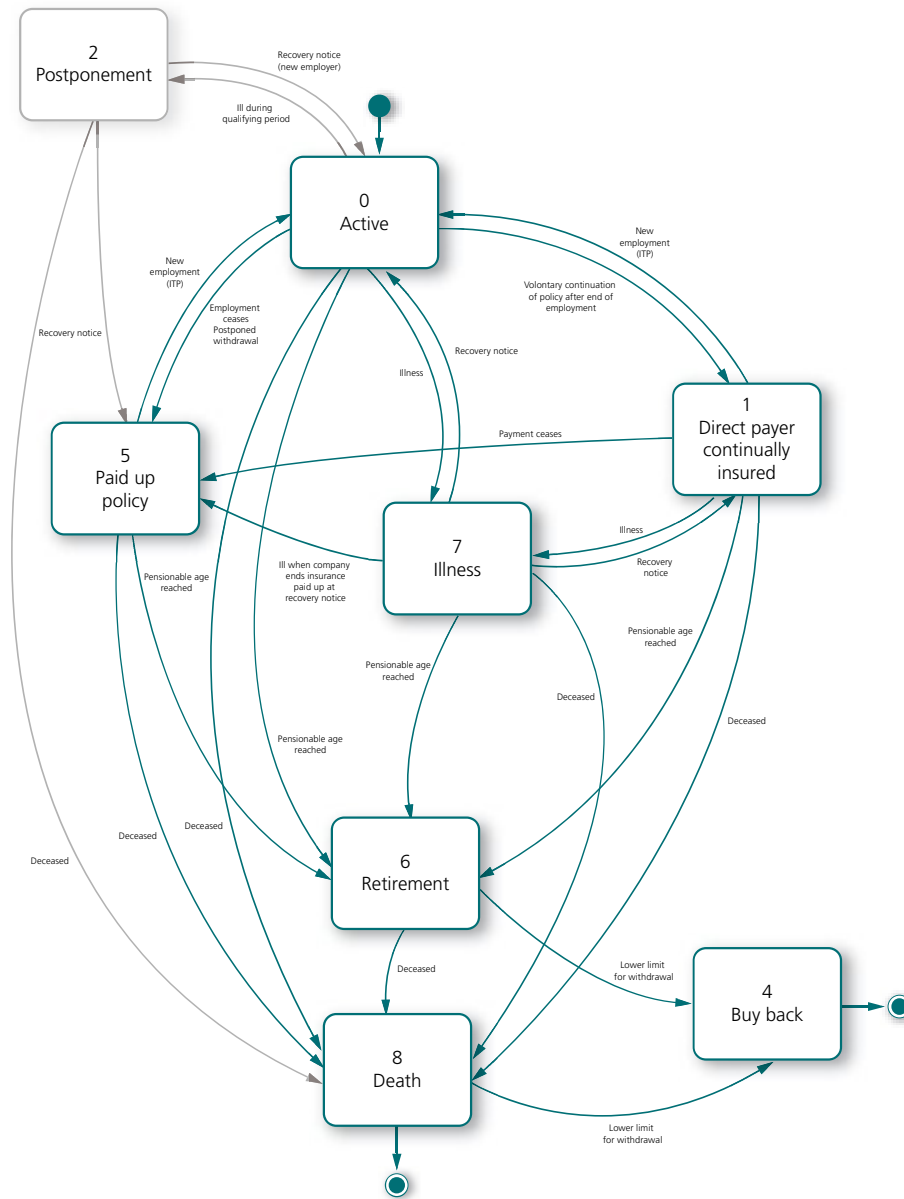 2
Postponement
Recovery notice
(new employer)
Ill during
qualifying period
0
Active
New
employment
(ITP)
Employment
ceases
Postponed
withdrawal
New
employment
(ITP)
Volontary continuation
of policy after end of
employment
Recovery notice
Illness
Recovery notice
1
Direct payer
continually
insured
Payment ceases
5
Paid up
policy
7
Illness
Illness
Recovery
notice
Pensionable age
reached
Ill when company
ends insurance
paid up at
recovery notice
Pensionable age
reached
Pensionable age
reached
Deceased
Deceased
Pensionable age
reached
Deceased
Deceased
Deceased
6
Retirement
Deceased
Lower limit
for withdrawal
4
Buy back
8
Death
Lower limit
for withdrawal